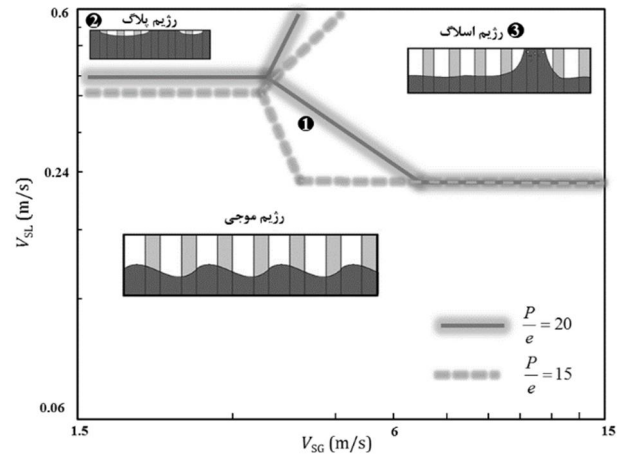 0.6
❷ رژیم پلاگ
رژیم اسلاگ ❸
❶
0.24
V_SL (m/s)
رژیم موجی
P/e = 20
P/e = 15
0.06
1.5
6
15
V_SG (m/s)